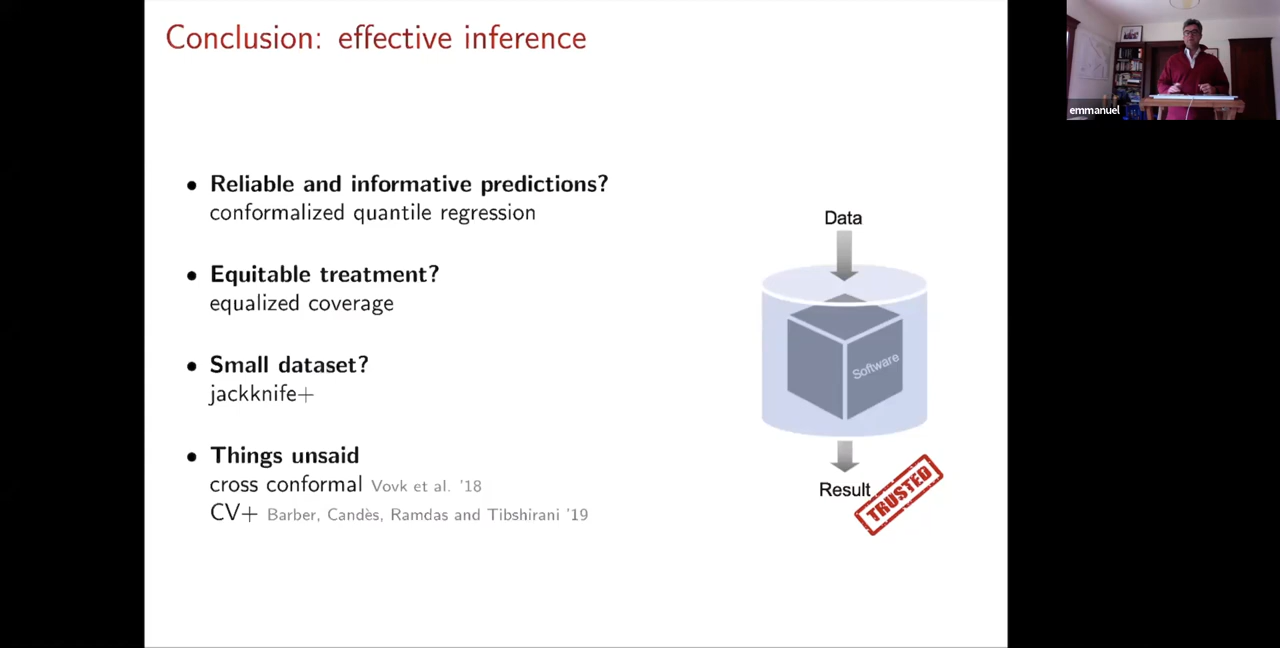 Conclusion: effective inference
emmanuel
• Reliable and informative predictions?
conformalized quantile regression
• Equitable treatment?
equalized coverage
• Small dataset?
jackknife+
• Things unsaid
cross conformal Vovk et al. '18
CV+ Barber, Candès, Ramdas and Tibshirani '19
Data
Software
Result
TRUSTED